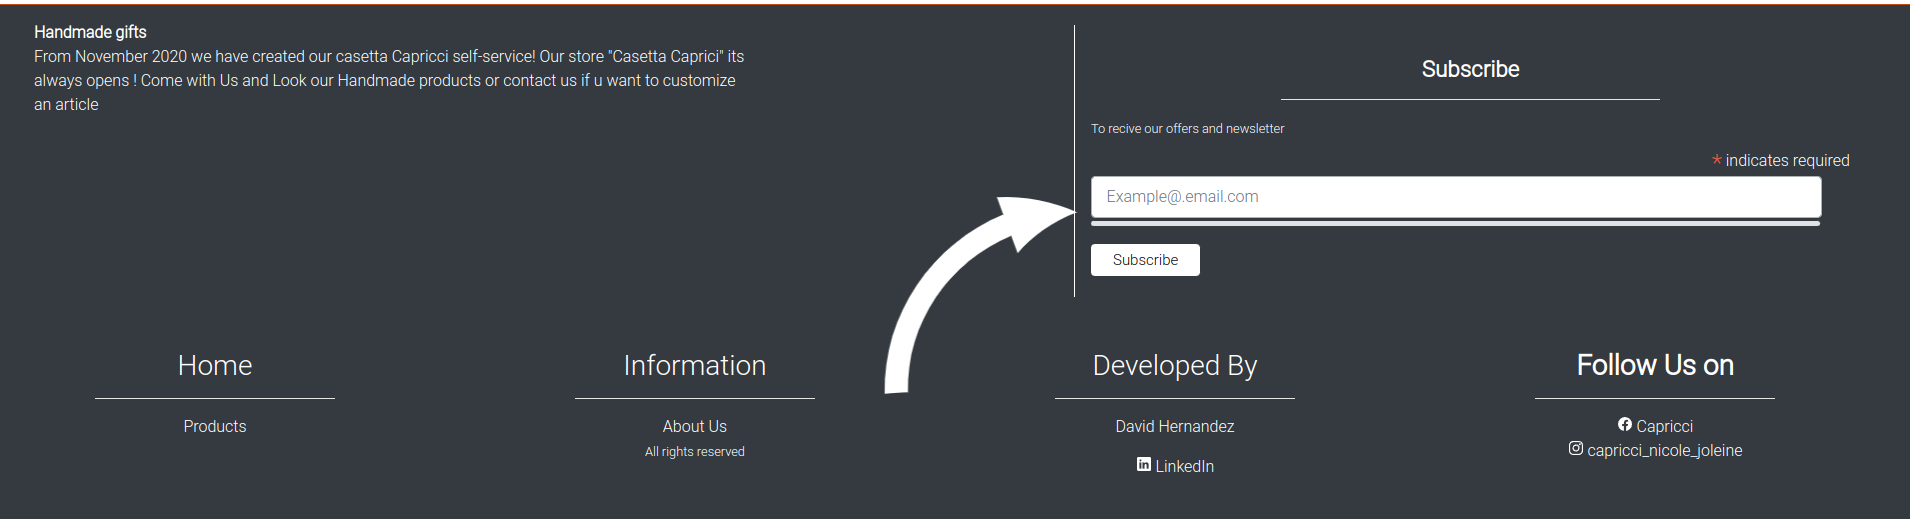 Handmade gifts
From November 2020 we have created our casetta Capricci self-service! Our store "Casetta Caprici" its
always opens ! Come with Us and Look our Handmade products or contact us if u want to customize
an article
Subscribe
To recive our offers and newsletter
* indicates required
Example@.email.com
Subscribe
Home
Products
Information
About Us
All rights reserved
Developed By
David Hernandez
LinkedIn
Follow Us on
Capricci
capricci_nicole_joleine